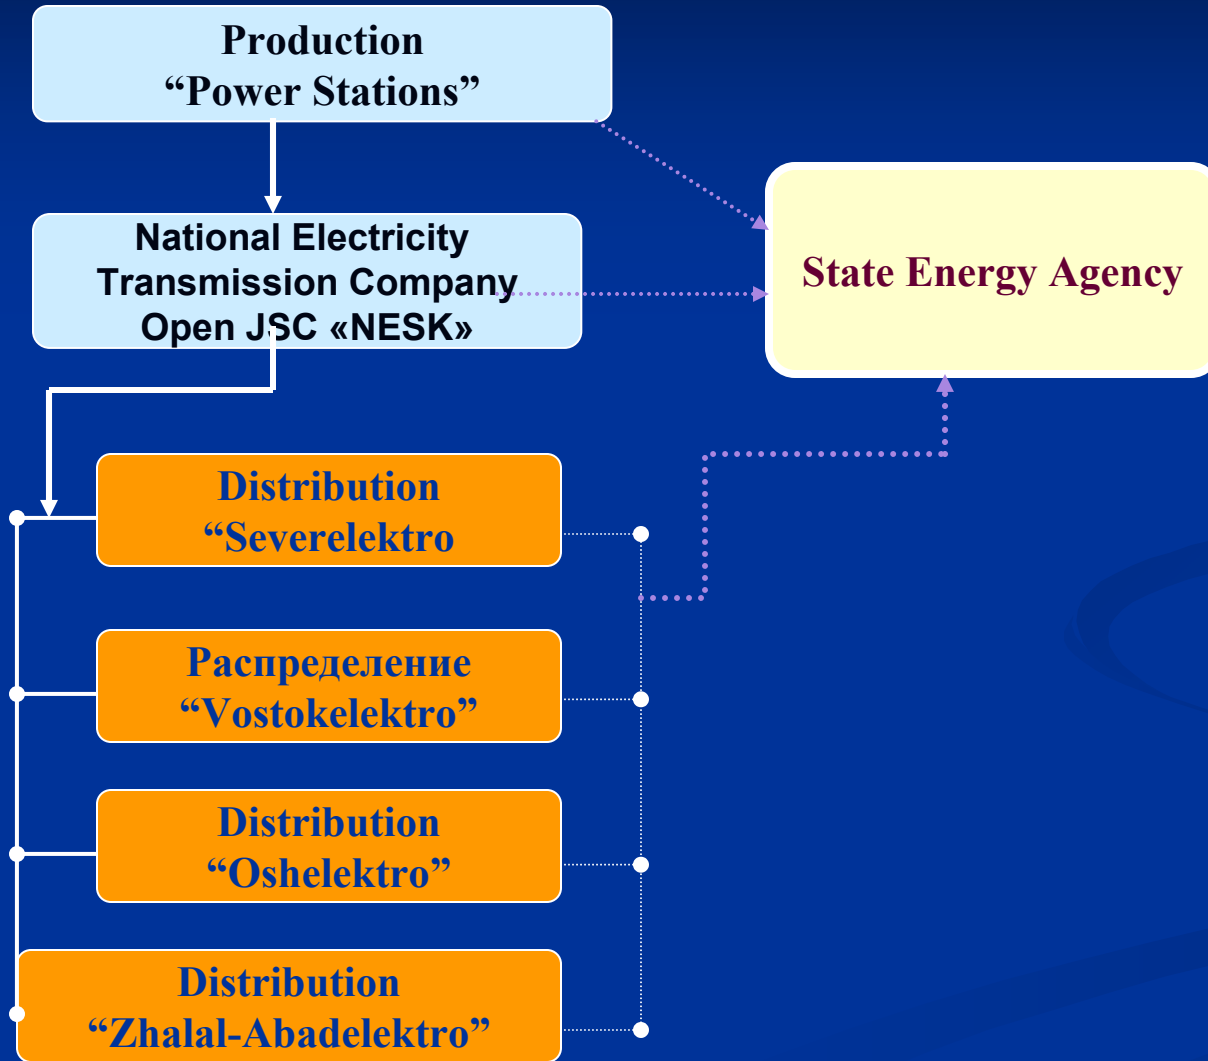 Production
“Power Stations”
National Electricity
Transmission Company
Open JSC «NESK»
State Energy Agency
Distribution
“Severelektro
Распределение
“Vostokelektro”
Distribution
“Oshelektro”
Distribution
“Zhalal-Abadelektro”